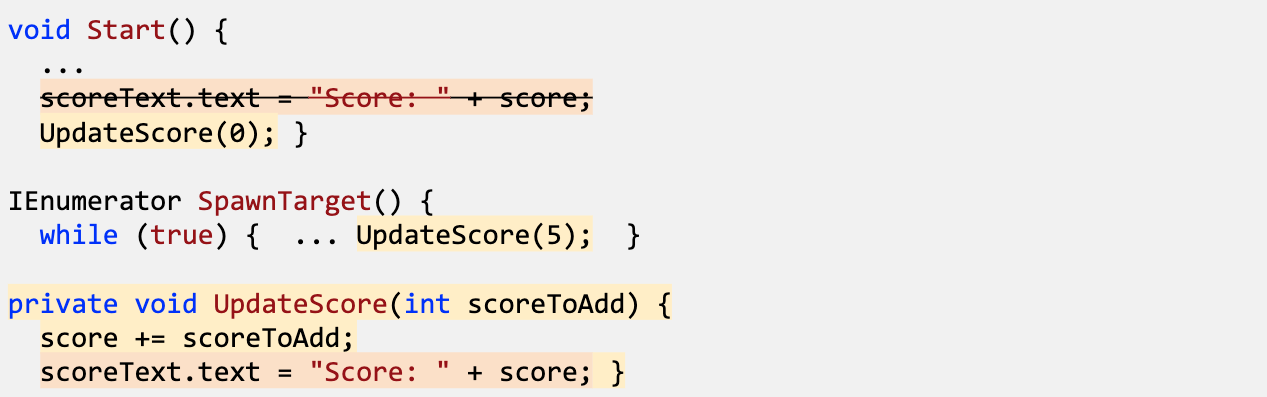 void Start() {
  ...
  scoreText.text = "Score: " + score;
  UpdateScore(0); }

IEnumerator SpawnTarget() {
  while (true) {  ... UpdateScore(5);  }

private void UpdateScore(int scoreToAdd) {
  score += scoreToAdd;
  scoreText.text = "Score: " + score; }